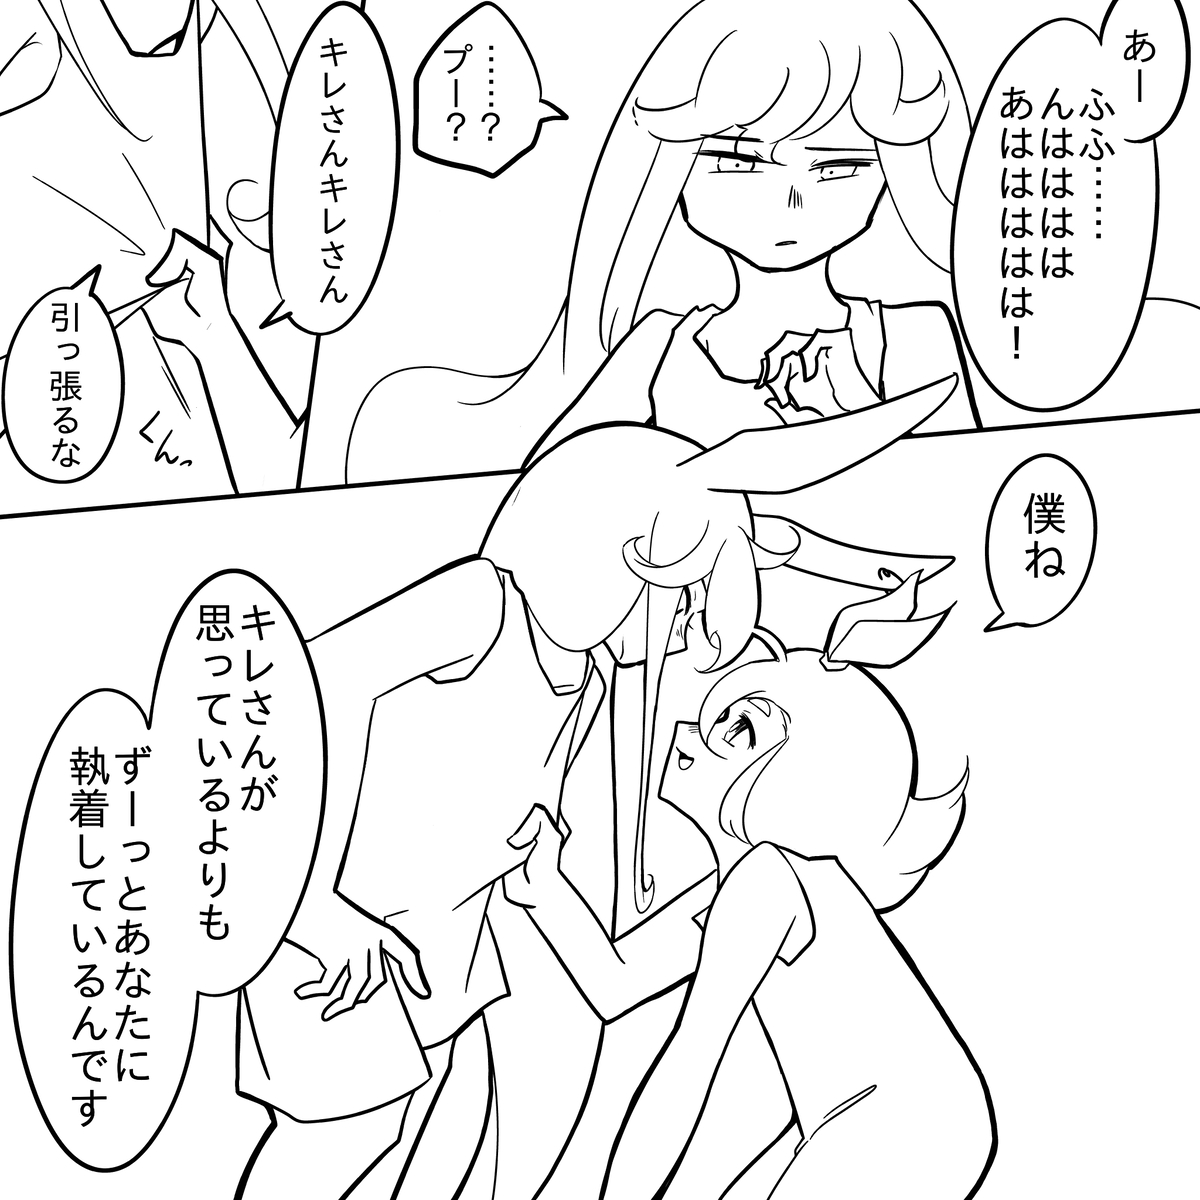 あー
ふふ……
んはははは
あはははははは！
……？
プー？
キレさんキレさん
引っ張るな
くんっ
僕ね
キレさんが
思っているよりも
ずーっとあなたに
執着しているんです